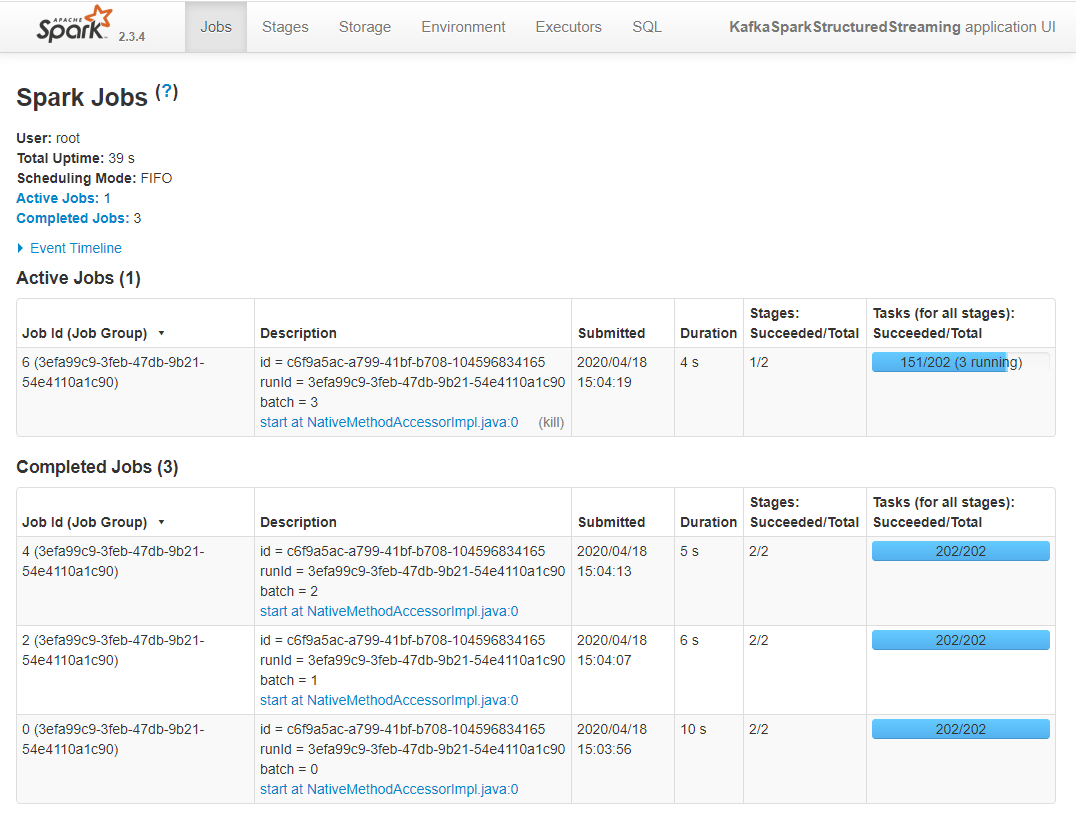 APACHE
Spark 2.3.4 Jobs Stages Storage Environment Executors SQL KafkaSparkStructuredStreaming application UI
Spark Jobs (?)
User: root
Total Uptime: 39 s
Scheduling Mode: FIFO
Active Jobs: 1
Completed Jobs: 3
Event Timeline
Active Jobs (1)
Stages: Tasks (for all stages):
Job Id (Job Group) ▾ Description Submitted Duration Succeeded/Total Succeeded/Total
6 (3efa99c9-3feb-47db-9b21- id = c6f9a5ac-a799-41bf-b708-104596834165 2020/04/18 4 s 1/2 151/202 (3 running)
54e4110a1c90) runId = 3efa99c9-3feb-47db-9b21-54e4110a1c90 15:04:19
batch = 3
start at NativeMethodAccessorImpl.java:0 (kill)
Completed Jobs (3)
Stages: Tasks (for all stages):
Job Id (Job Group) ▾ Description Submitted Duration Succeeded/Total Succeeded/Total
4 (3efa99c9-3feb-47db-9b21- id = c6f9a5ac-a799-41bf-b708-104596834165 2020/04/18 5 s 2/2 202/202
54e4110a1c90) runId = 3efa99c9-3feb-47db-9b21-54e4110a1c90 15:04:13
batch = 2
start at NativeMethodAccessorImpl.java:0
2 (3efa99c9-3feb-47db-9b21- id = c6f9a5ac-a799-41bf-b708-104596834165 2020/04/18 6 s 2/2 202/202
54e4110a1c90) runId = 3efa99c9-3feb-47db-9b21-54e4110a1c90 15:04:07
batch = 1
start at NativeMethodAccessorImpl.java:0
0 (3efa99c9-3feb-47db-9b21- id = c6f9a5ac-a799-41bf-b708-104596834165 2020/04/18 10 s 2/2 202/202
54e4110a1c90) runId = 3efa99c9-3feb-47db-9b21-54e4110a1c90 15:03:56
batch = 0
start at NativeMethodAccessorImpl.java:0